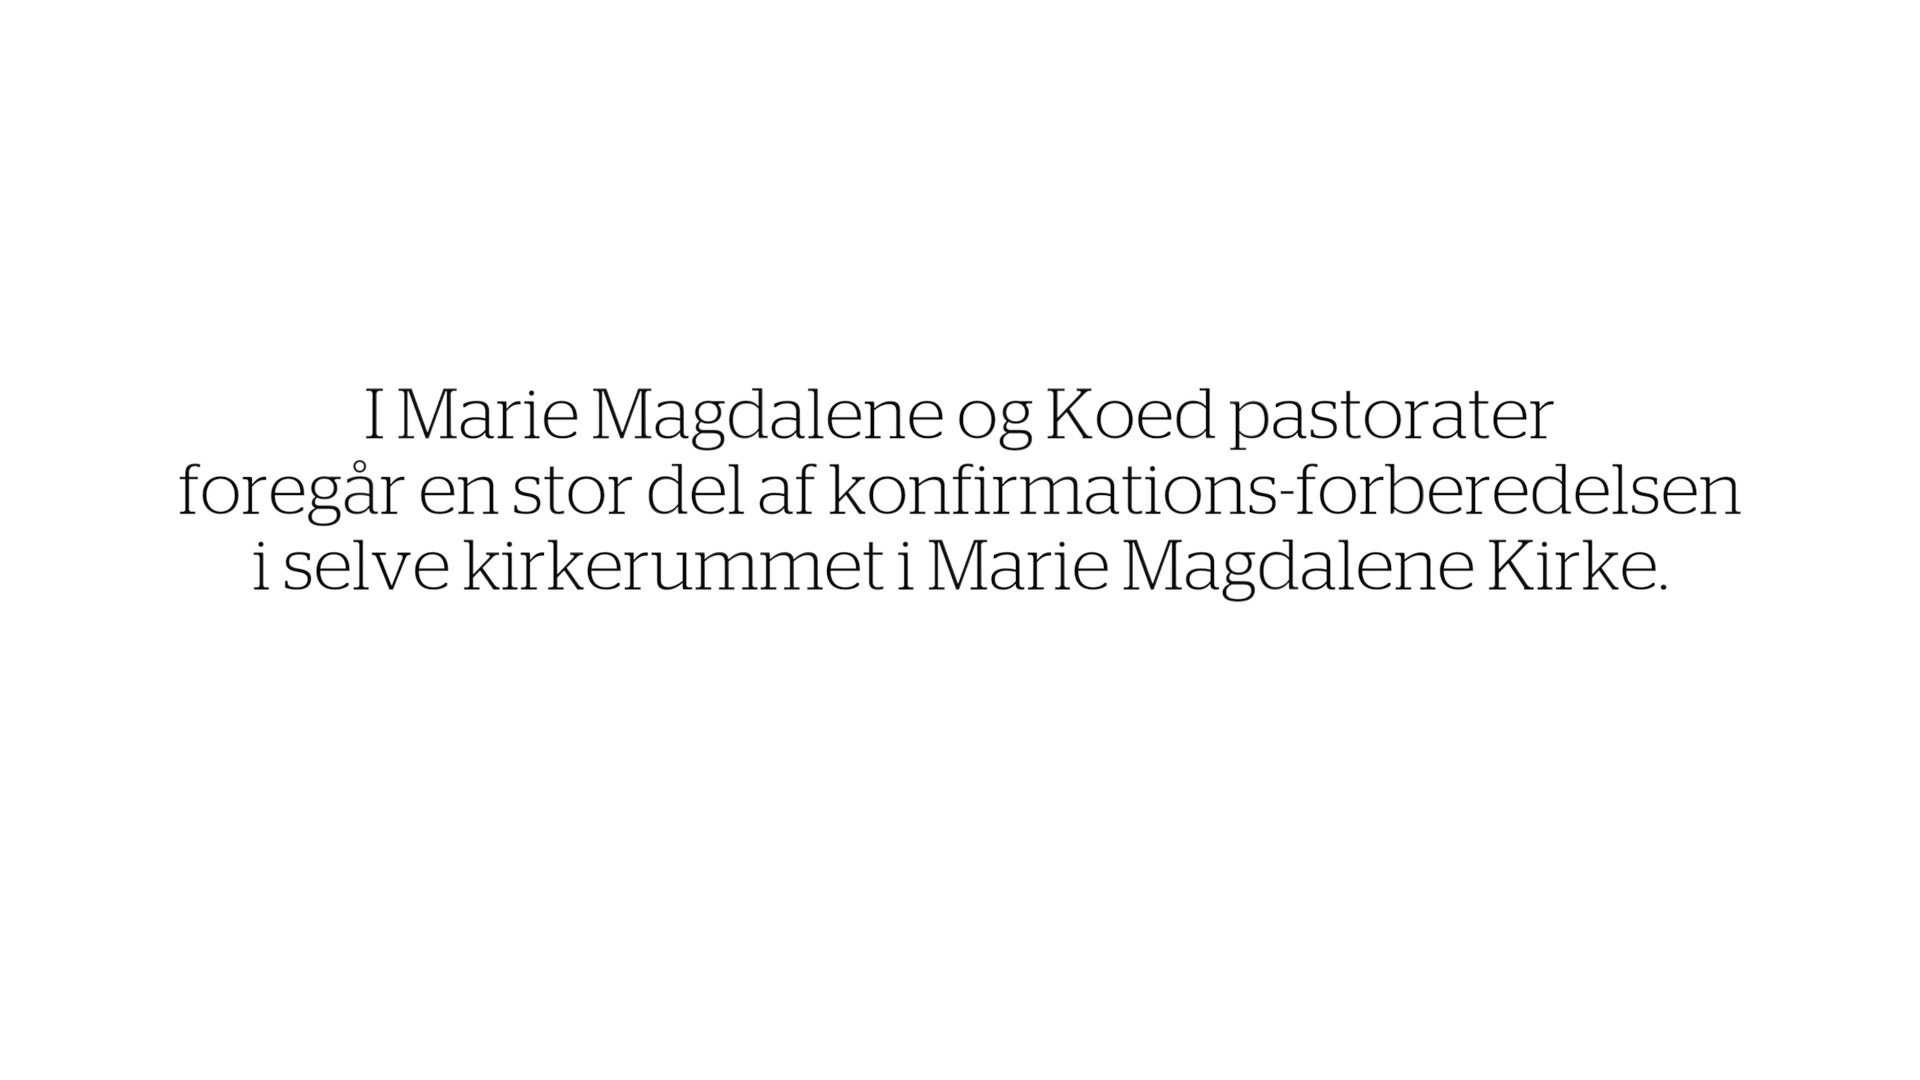 I Marie Magdalene og Koed pastorater
foregår en stor del af konfirmations-forberedelsen
i selve kirkerummet i Marie Magdalene Kirke.